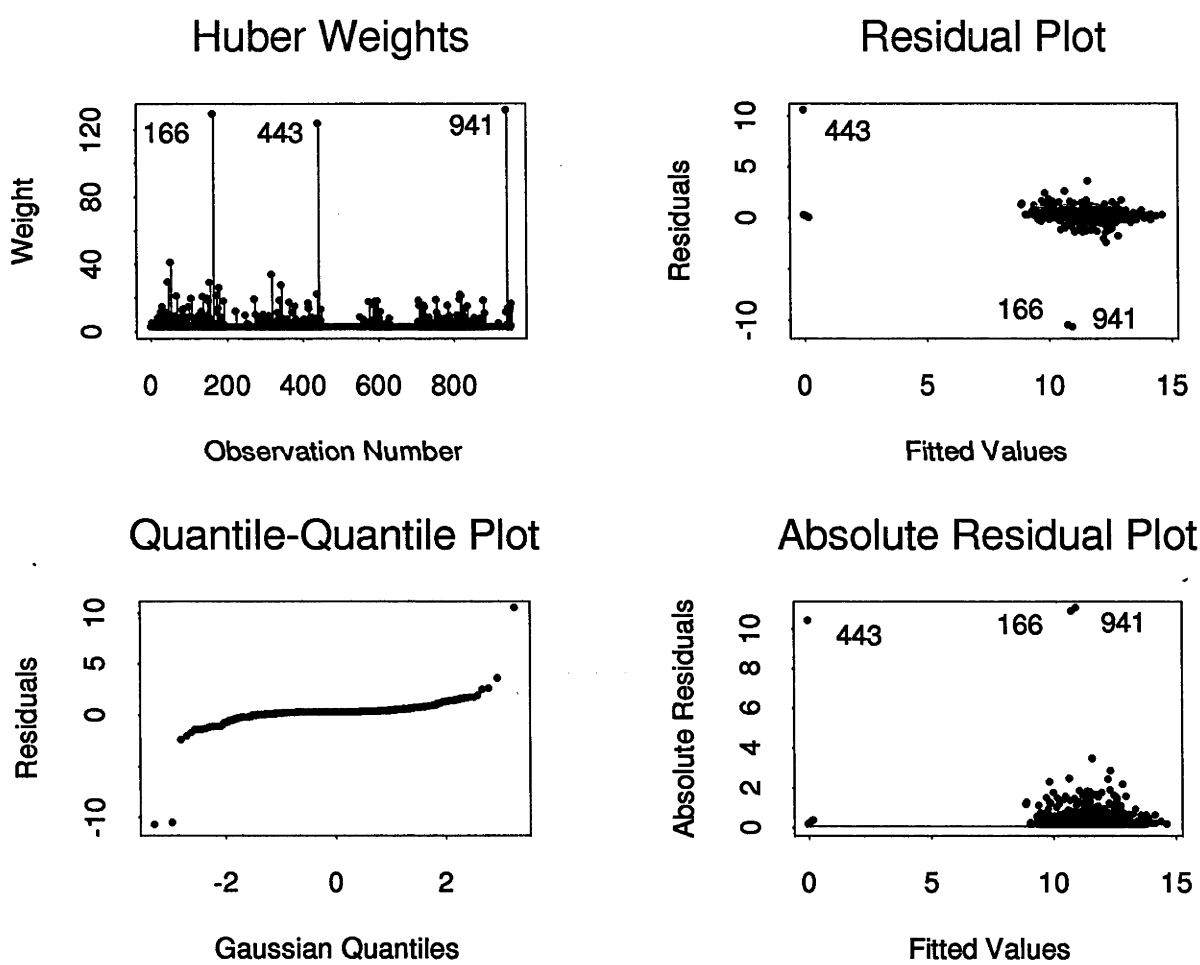 Huber Weights
Weight
0 40 80 120
166 443 941
0 200 400 600 800
Observation Number
Residual Plot
Residuals
-10 0 5 10
443
166 941
0 5 10 15
Fitted Values
Quantile-Quantile Plot
Residuals
-10 0 5 10
-2 0 2
Gaussian Quantiles
Absolute Residual Plot
Absolute Residuals
0 2 4 6 8 10
443 166 941
0 5 10 15
Fitted Values